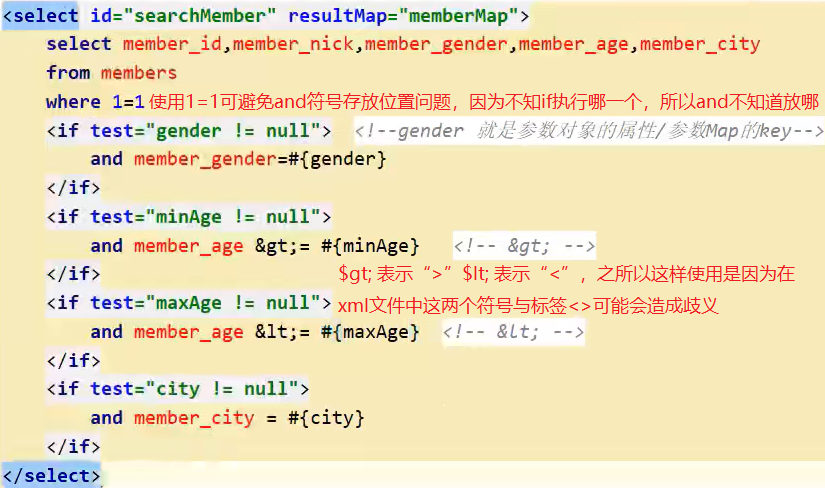 <select id="searchMember" resultMap="memberMap">
select member_id,member_nick,member_gender,member_age,member_city
from members
where 1=1 使用1=1可避免and符号存放位置问题，因为不知if执行哪一个，所以and不知道放哪
<if test="gender != null"> <!--gender 就是参数对象的属性/参数Map的key-->
and member_gender=#{gender}
</if>
<if test="minAge != null">
and member_age &gt;= #{minAge} <!-- &gt; -->
</if> $gt; 表示“>”$lt; 表示“<”，之所以这样使用是因为在
<if test="maxAge != null"> xml文件中这两个符号与标签<>可能会造成歧义
and member_age &lt;= #{maxAge} <!-- &lt; -->
</if>
<if test="city != null">
and member_city = #{city}
</if>
</select>